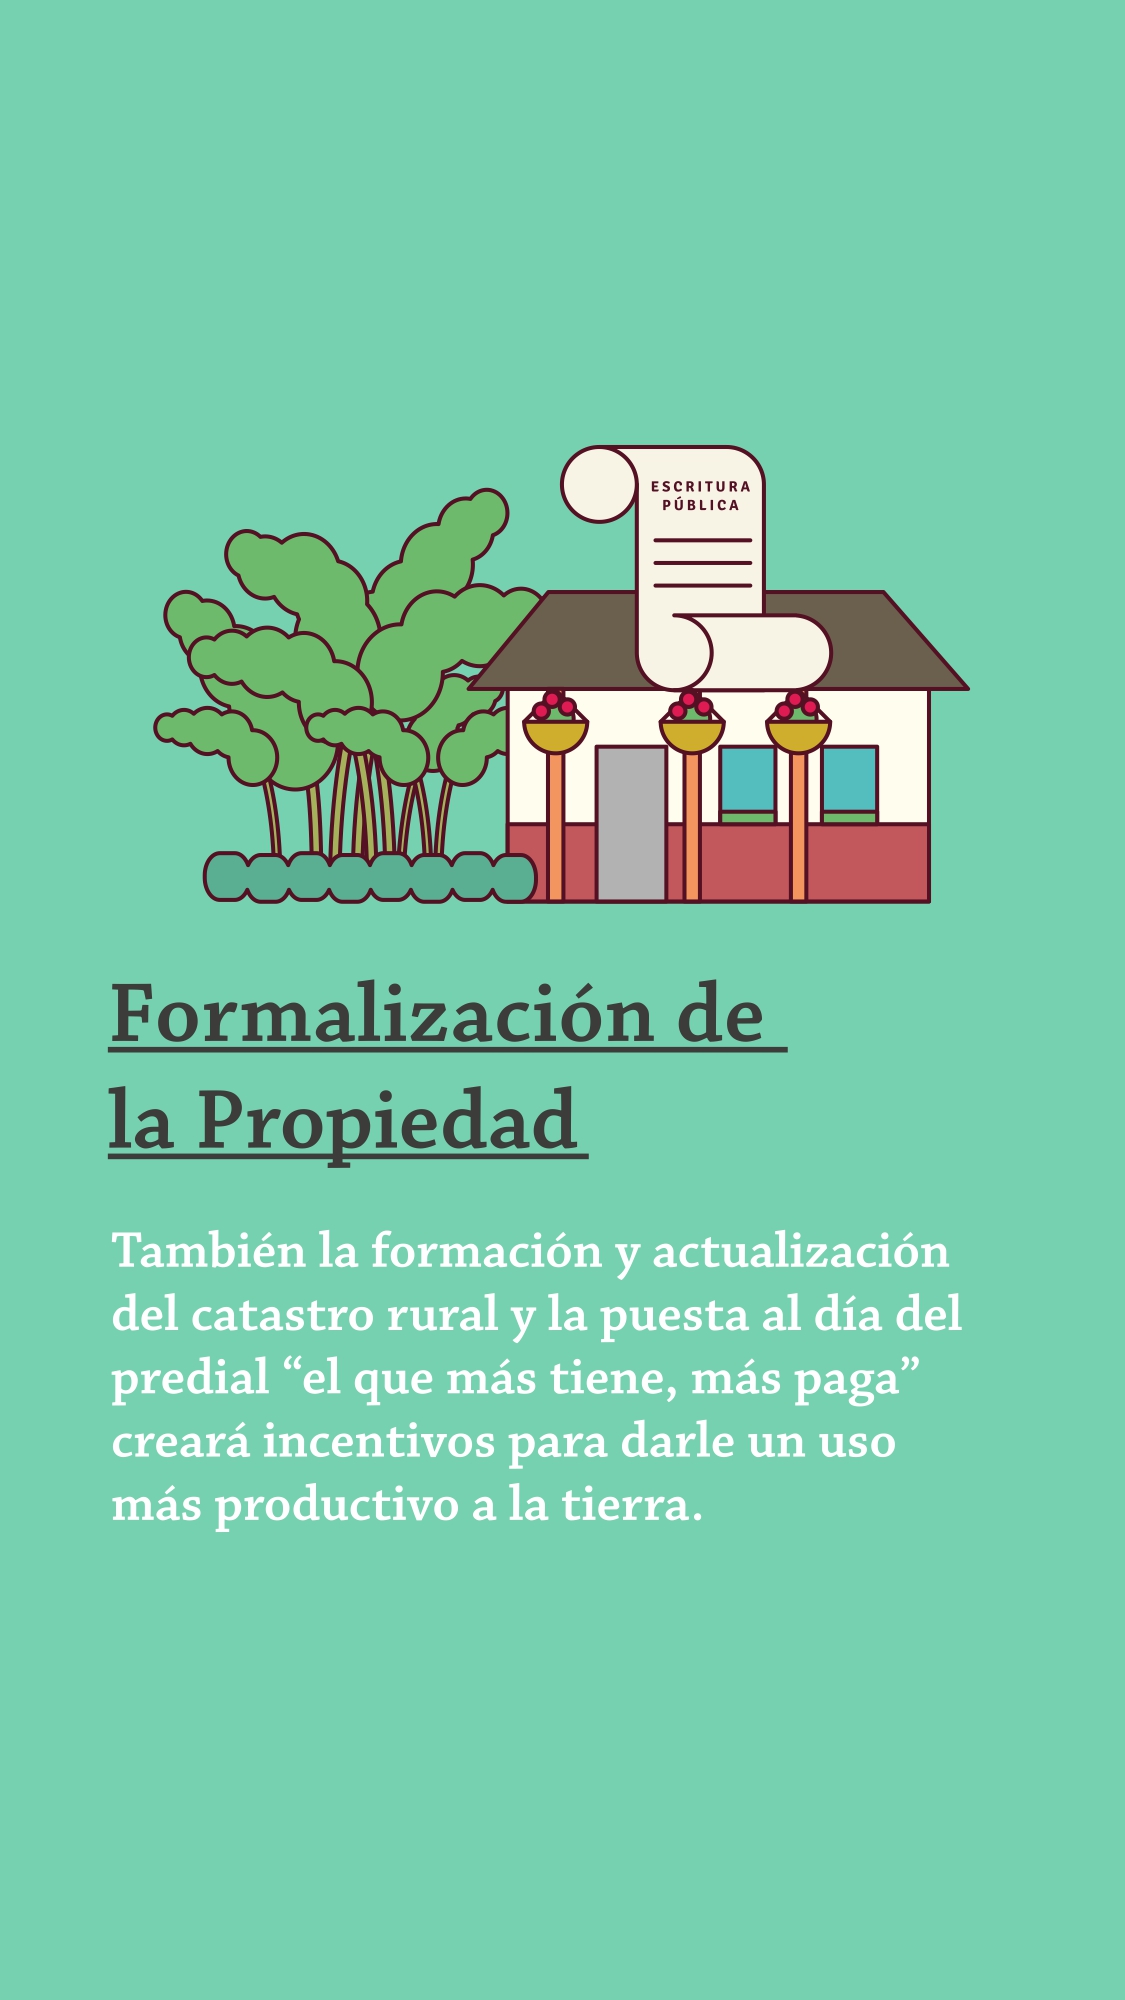 ESCRITURA
PÚBLICA
Formalización de
la Propiedad
También la formación y actualización
del catastro rural y la puesta al día del
predial “el que más tiene, más paga”
creará incentivos para darle un uso
más productivo a la tierra.